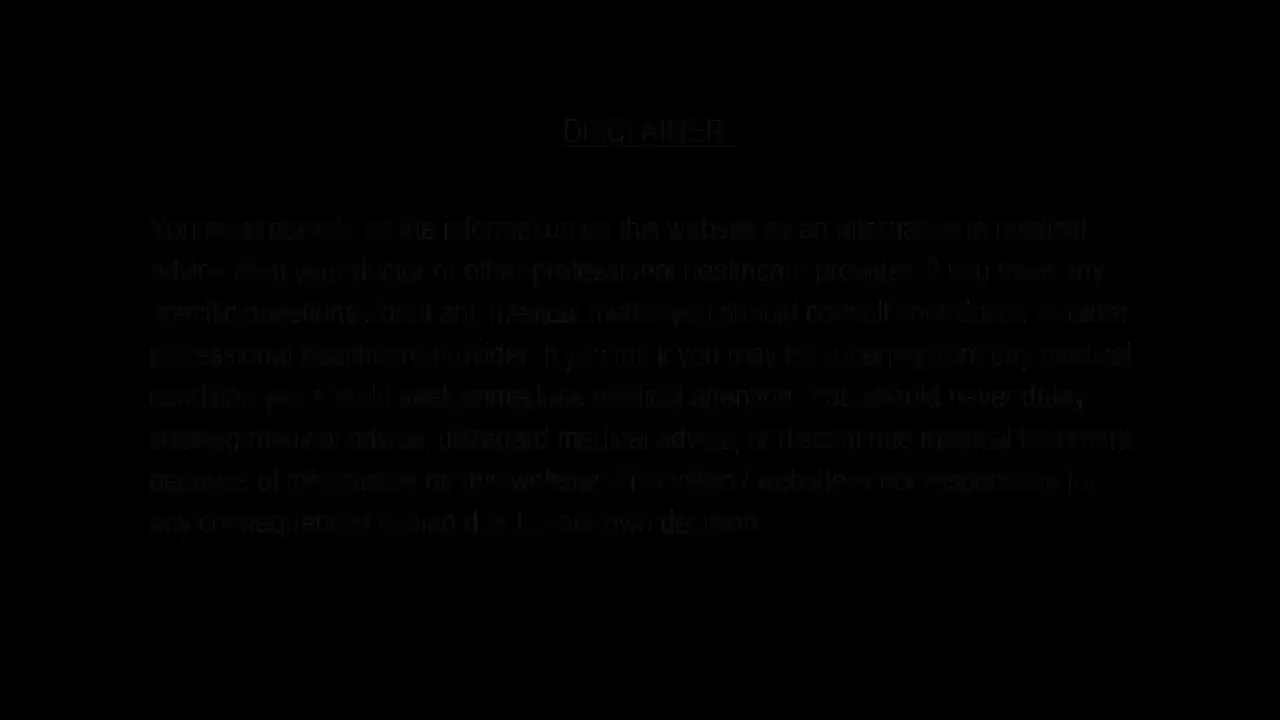 DISCLAIMER
You must not rely on the information on this website as an alternative to medical
advice from your doctor or other professional healthcare provider. If you have any
specific questions about any medical matter you should consult your doctor or other
professional healthcare provider. If you think you may be suffering from any medical
condition you should seek immediate medical attention. You should never delay
seeking medical advice, disregard medical advice, or discontinue medical treatment
because of information on this website. This video / website is not responsible for
any consequences arising due to your own decision.